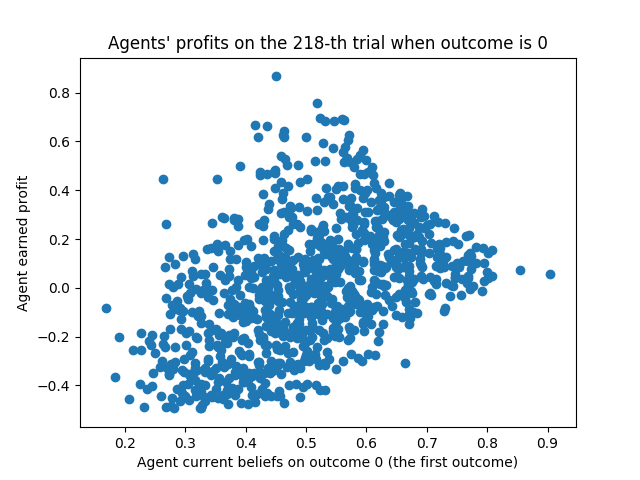 Agents' profits on the 218-th trial when outcome is 0
Agent earned profit
0.8
0.6
0.4
0.2
0.0
−0.2
−0.4
0.2 0.3 0.4 0.5 0.6 0.7 0.8 0.9
Agent current beliefs on outcome 0 (the first outcome)